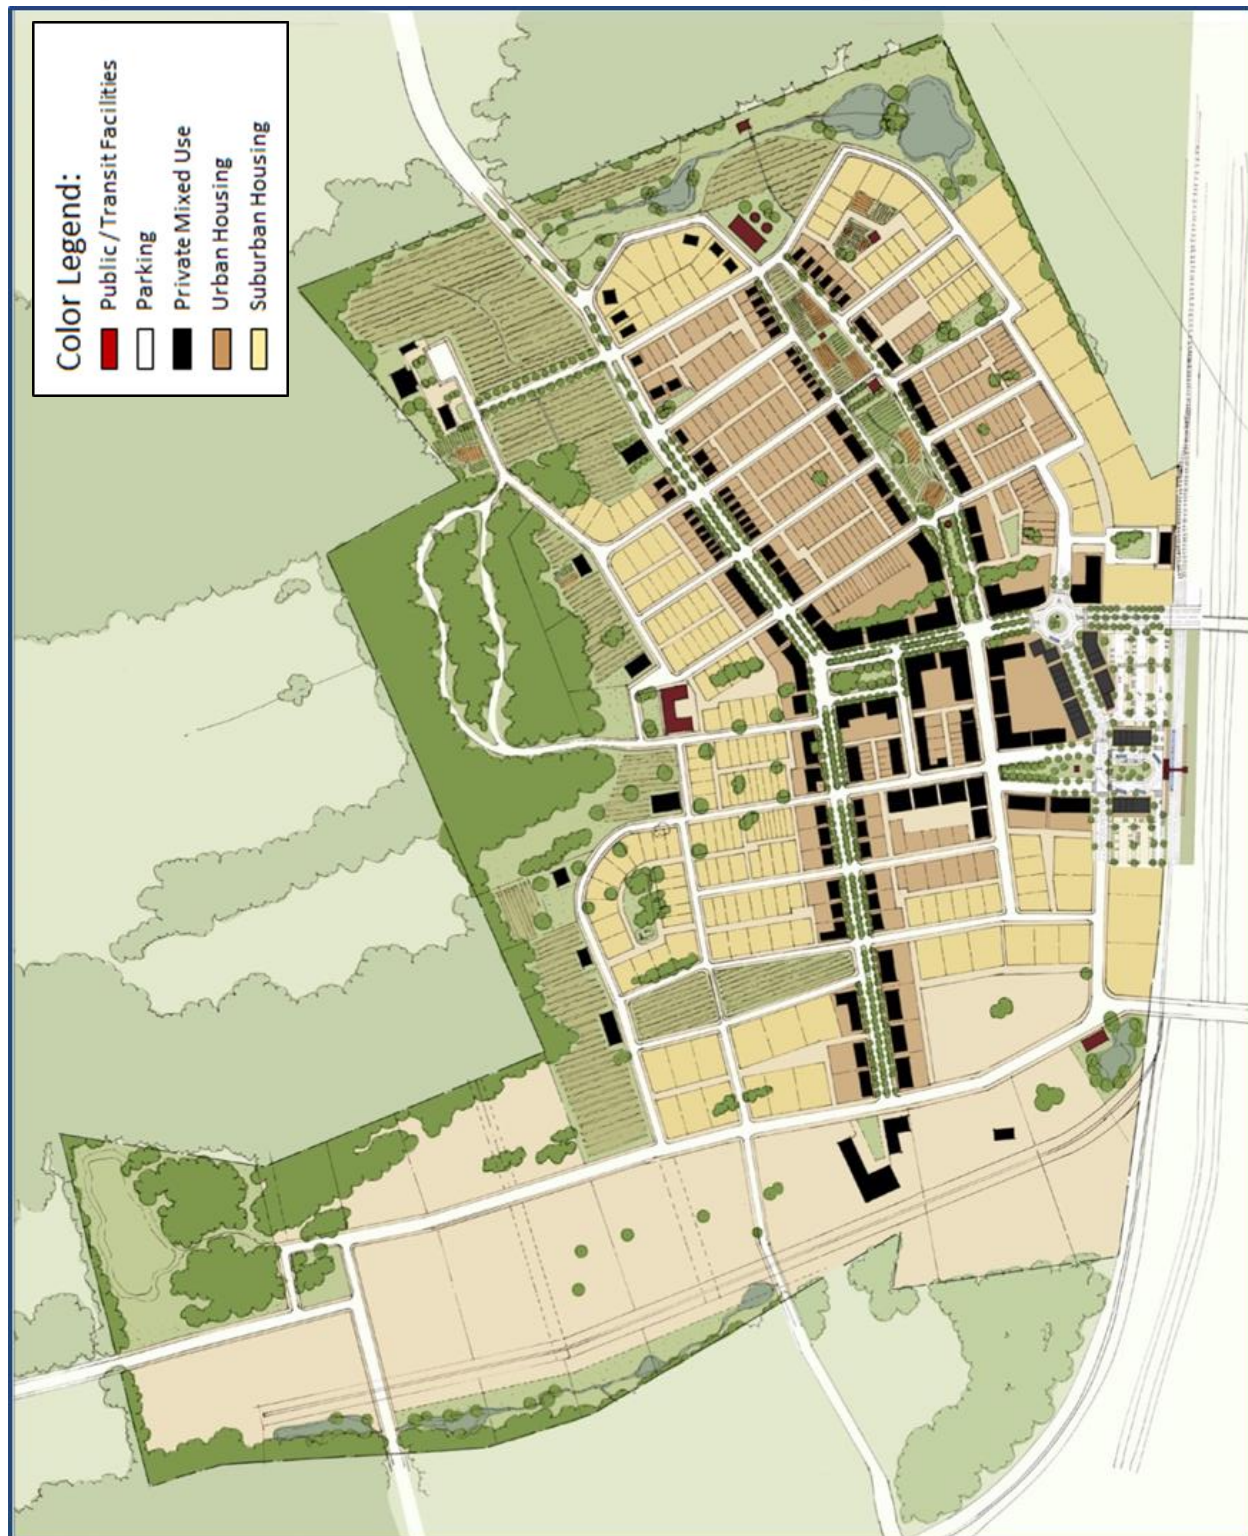 Color Legend:
Public / Transit Facilities
Parking
Private Mixed Use
Urban Housing
Suburban Housing